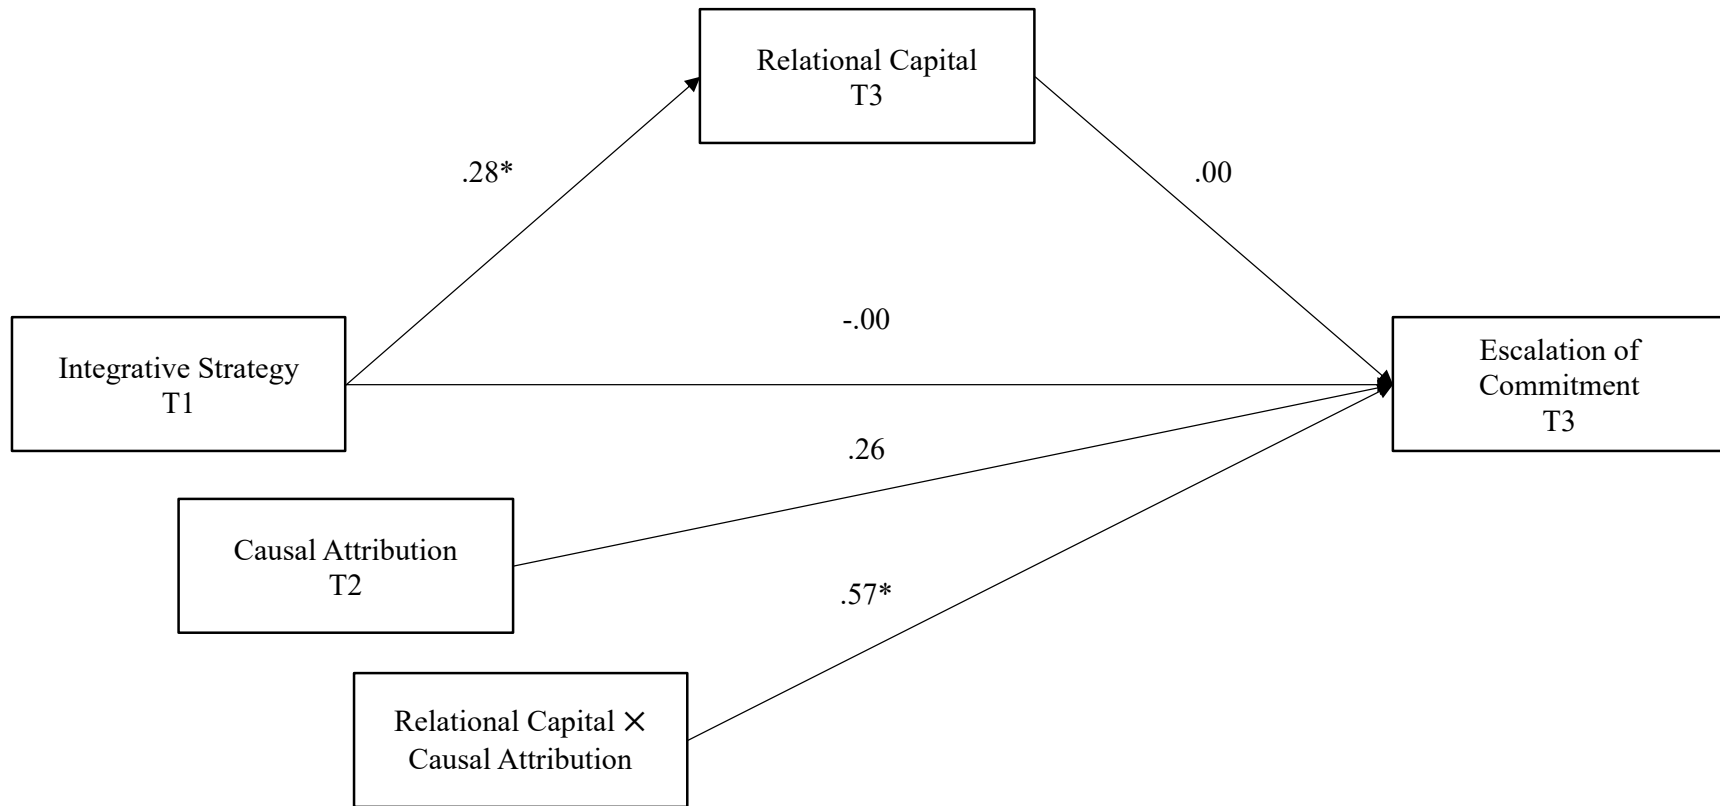 Relational Capital
T3
.28*
.00
-.00
Integrative Strategy
T1
Escalation of
Commitment
T3
.26
Causal Attribution
T2
.57*
Relational Capital ×
Causal Attribution